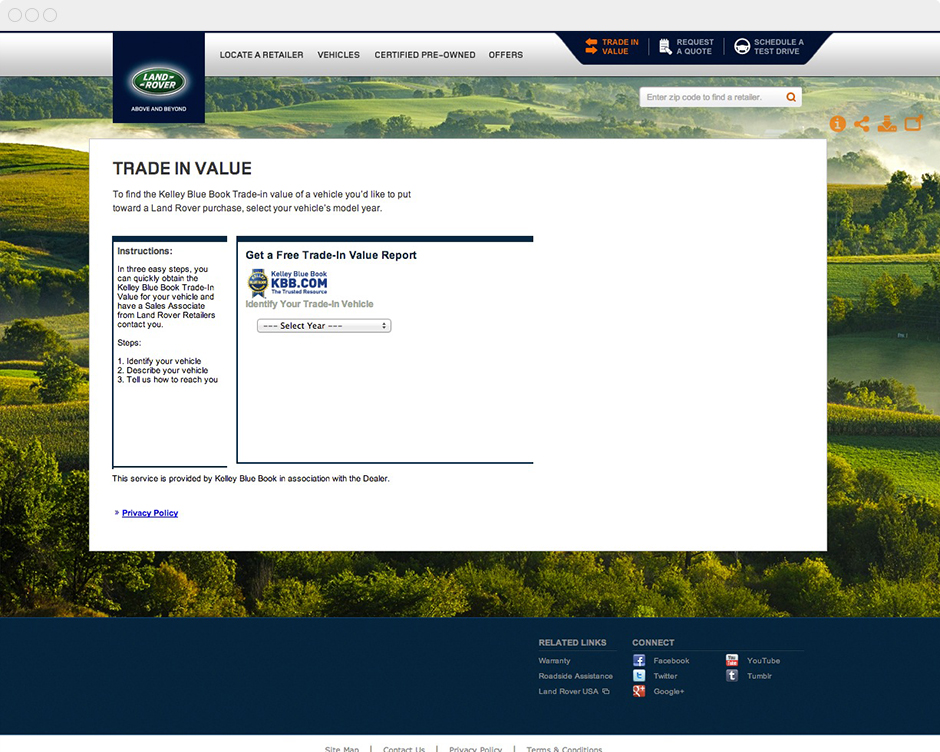 LOCATE A RETAILER VEHICLES CERTIFIED PRE-OWNED OFFERS
TRADE IN
VALUE
REQUEST
A QUOTE
SCHEDULE A
TEST DRIVE
LAND-
-ROVER
ABOVE AND BEYOND
Enter zip code to find a retailer.
TRADE IN VALUE
To find the Kelley Blue Book Trade-in value of a vehicle you'd like to put
toward a Land Rover purchase, select your vehicle's model year.
Instructions:
In three easy steps, you
can quickly obtain the
Kelley Blue Book Trade-In
Value for your vehicle and
have a Sales Associate
from Land Rover Retailers
contact you.
Steps:
1. Identify your vehicle
2. Describe your vehicle
3. Tell us how to reach you
Get a Free Trade-In Value Report
Kelley Blue Book
KBB.COM
The Trusted Resource
Identify Your Trade-In Vehicle
--- Select Year ---
This service is provided by Kelley Blue Book in association with the Dealer.
» Privacy Policy
RELATED LINKS
Warranty
Roadside Assistance
Land Rover USA
CONNECT
Facebook
Twitter
Google+
YouTube
Tumblr
Site Map | Contact Us | Privacy Policy | Terms & Conditions